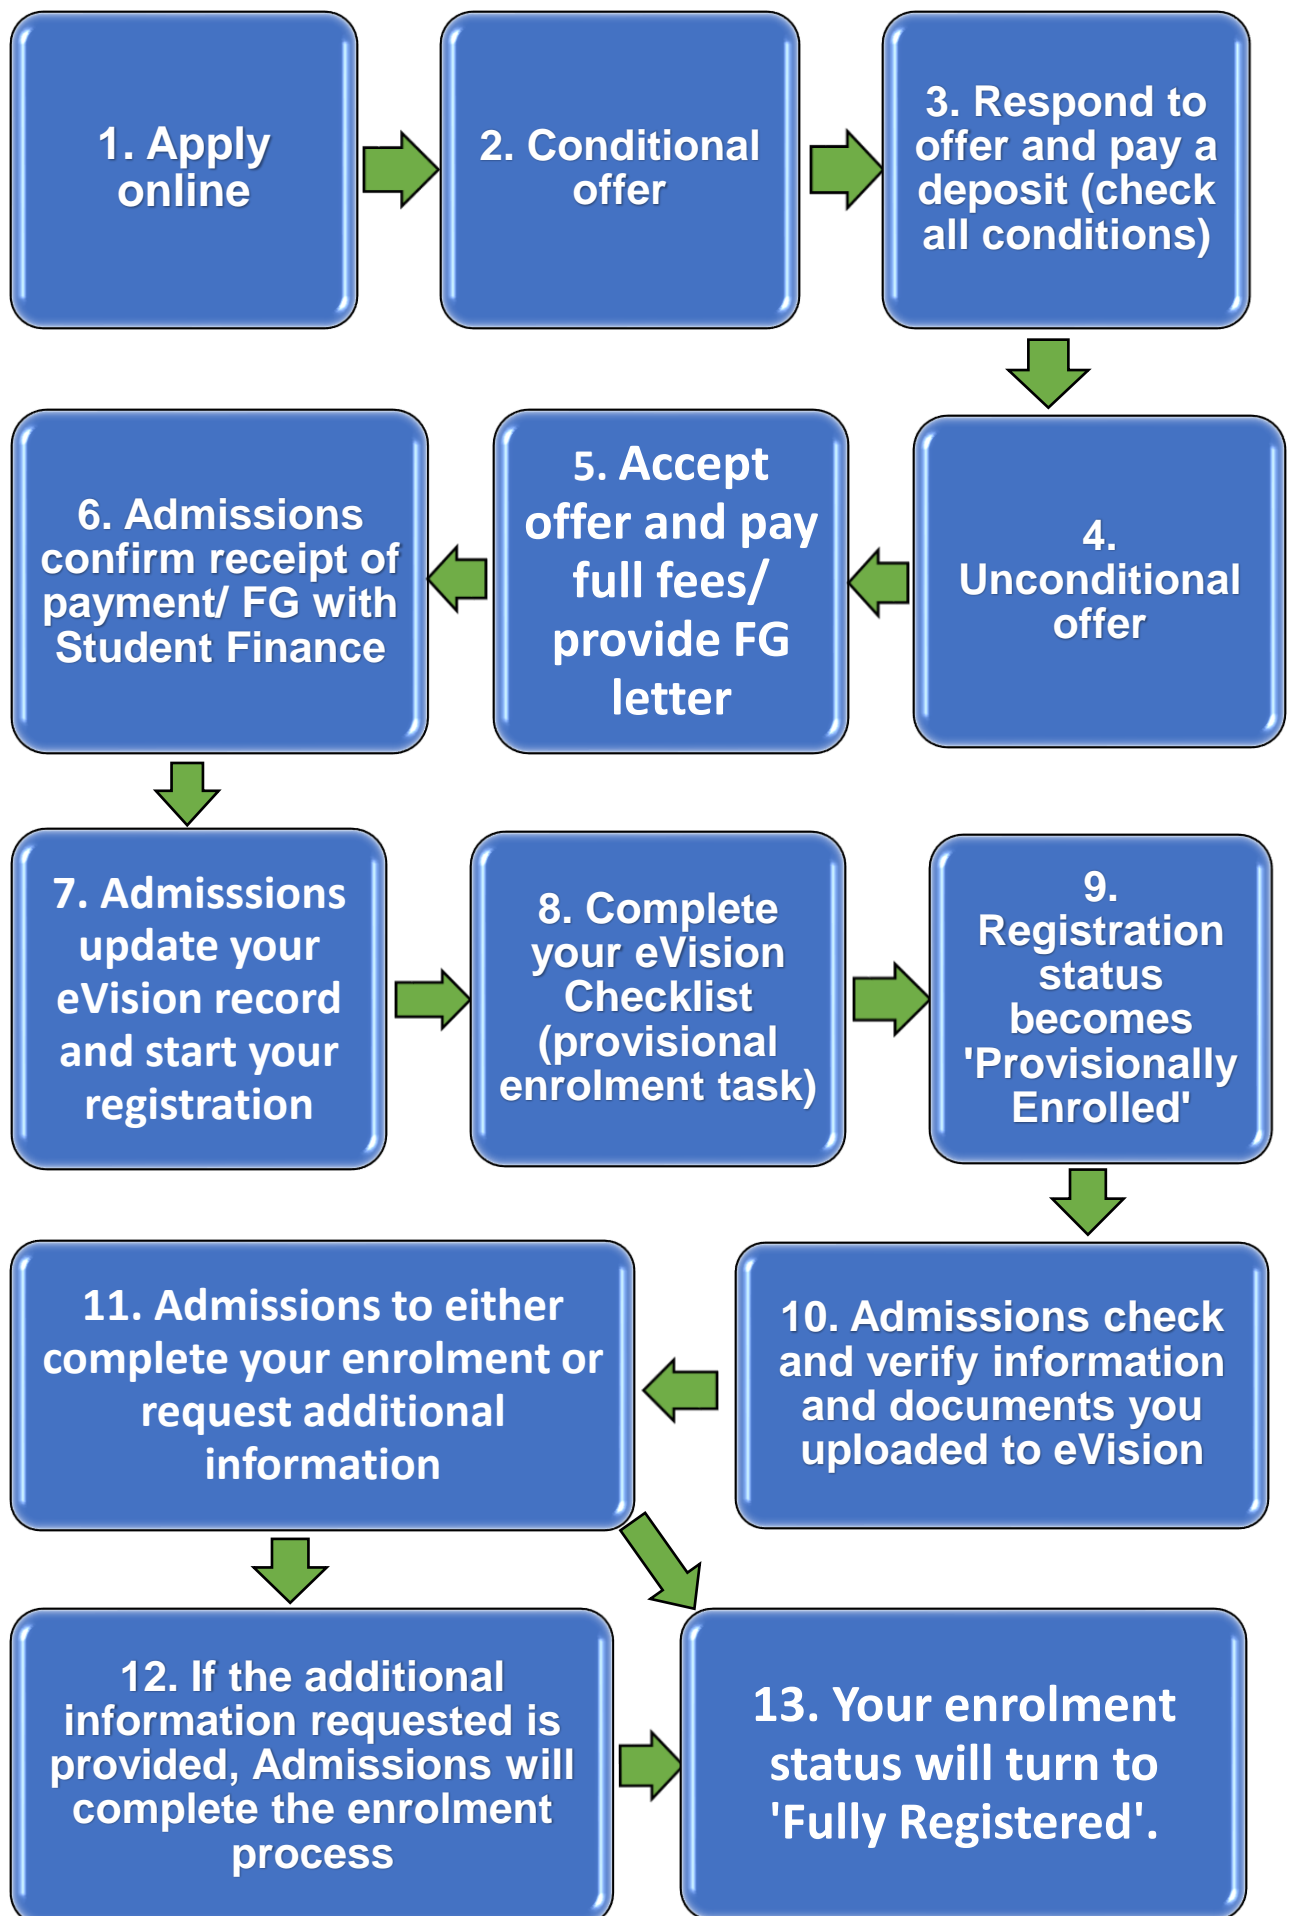 1. Apply
online
2. Conditional
offer
3. Respond to
offer and pay a
deposit (check
all conditions)
4.
Unconditional
offer
5. Accept
offer and pay
full fees/
provide FG
letter
6. Admissions
confirm receipt of
payment/ FG with
Student Finance
7. Admisssions
update your
eVision record
and start your
registration
8. Complete
your eVision
Checklist
(provisional
enrolment task)
9.
Registration
status
becomes
'Provisionally
Enrolled'
10. Admissions check
and verify information
and documents you
uploaded to eVision
11. Admissions to either
complete your enrolment or
request additional
information
12. If the additional
information requested is
provided, Admissions will
complete the enrolment
process
13. Your enrolment
status will turn to
'Fully Registered'.